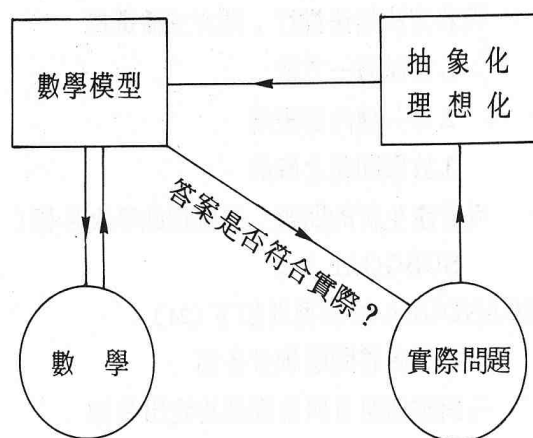 數學模型
抽象化
理想化
答案是否符合實際？
數學
實際問題